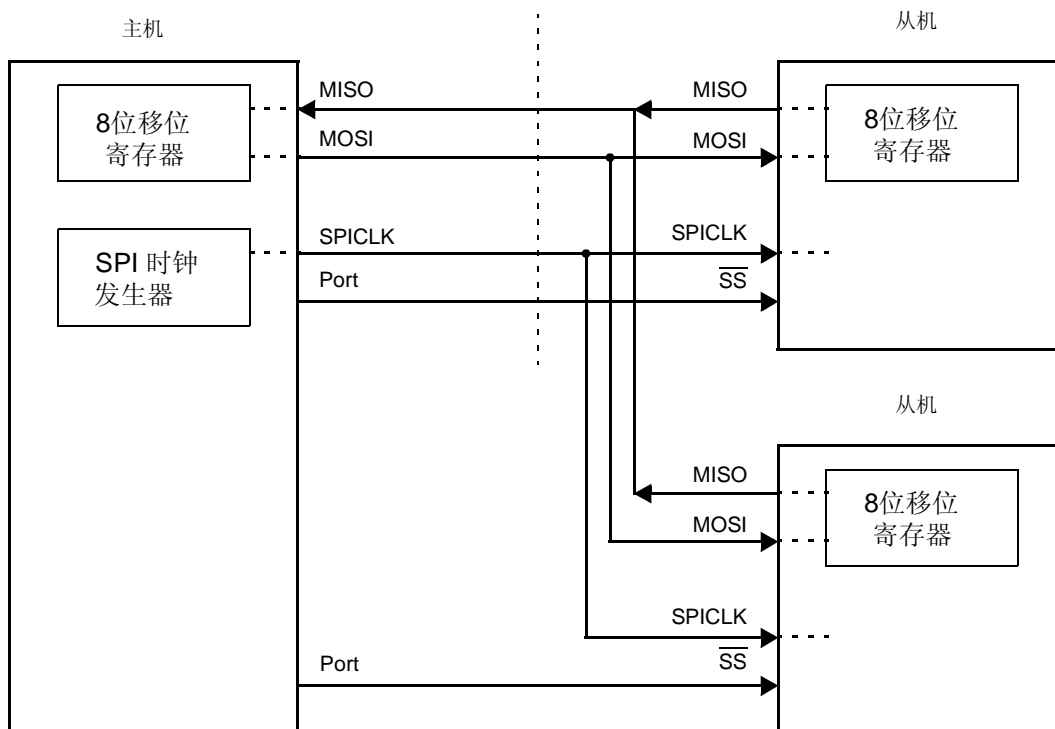 主机
从机
MISO
MISO
8位移位
寄存器
8位移位
寄存器
MOSI
MOSI
SPICLK
SPICLK
SPI 时钟
发生器
Port
SS
从机
MISO
8位移位
寄存器
MOSI
SPICLK
Port
SS